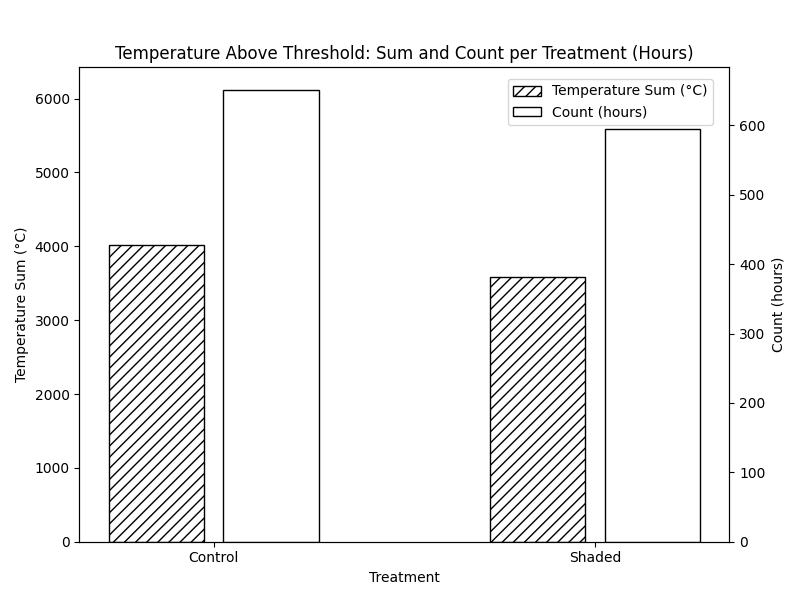 Temperature Above Threshold: Sum and Count per Treatment (Hours)
Temperature Sum (°C)
Count (hours)
6000
5000
4000
3000
2000
1000
0
Temperature Sum (°C)
600
500
400
300
200
100
0
Count (hours)
Control
Shaded
Treatment